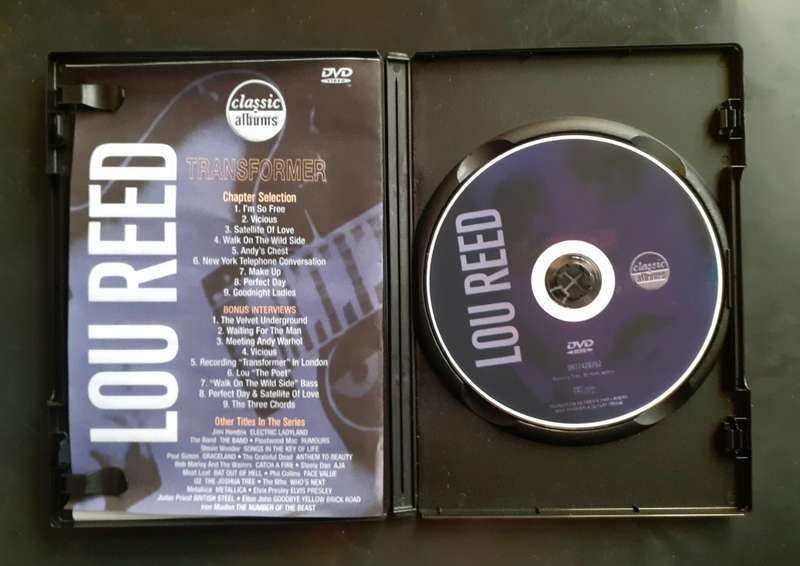 DVD
VIDEO
classic
albums
LOU REED
TRANSFORMER
Chapter Selection
1. I'm So Free
2. Vicious
3. Satellite Of Love
4. Walk On The Wild Side
5. Andy's Chest
6. New York Telephone Conversation
7. Make Up
8. Perfect Day
9. Goodnight Ladies
BONUS INTERVIEWS
1. The Velvet Underground
2. Waiting For The Man
3. Meeting Andy Warhol
4. Vicious
5. Recording "Transformer" In London
6. Lou "The Poet"
7. "Walk On The Wild Side" Bass
8. Perfect Day & Satellite Of Love
9. The Three Chords
Other Titles In The Series
Jimi Hendrix ELECTRIC LADYLAND
The Band THE BAND • Fleetwood Mac RUMOURS
Stevie Wonder SONGS IN THE KEY OF LIFE
Paul Simon GRACELAND • The Grateful Dead ANTHEM TO BEAUTY
Bob Marley And The Wailers CATCH A FIRE • Steely Dan AJA
Meat Loaf BAT OUT OF HELL • Phil Collins FACE VALUE
U2 THE JOSHUA TREE • The Who WHO'S NEXT
Metallica METALLICA • Elvis Presley ELVIS PRESLEY
Judas Priest BRITISH STEEL • Elton John GOODBYE YELLOW BRICK ROAD
Iron Maiden THE NUMBER OF THE BEAST
LOU REED
classic
albums
DVD